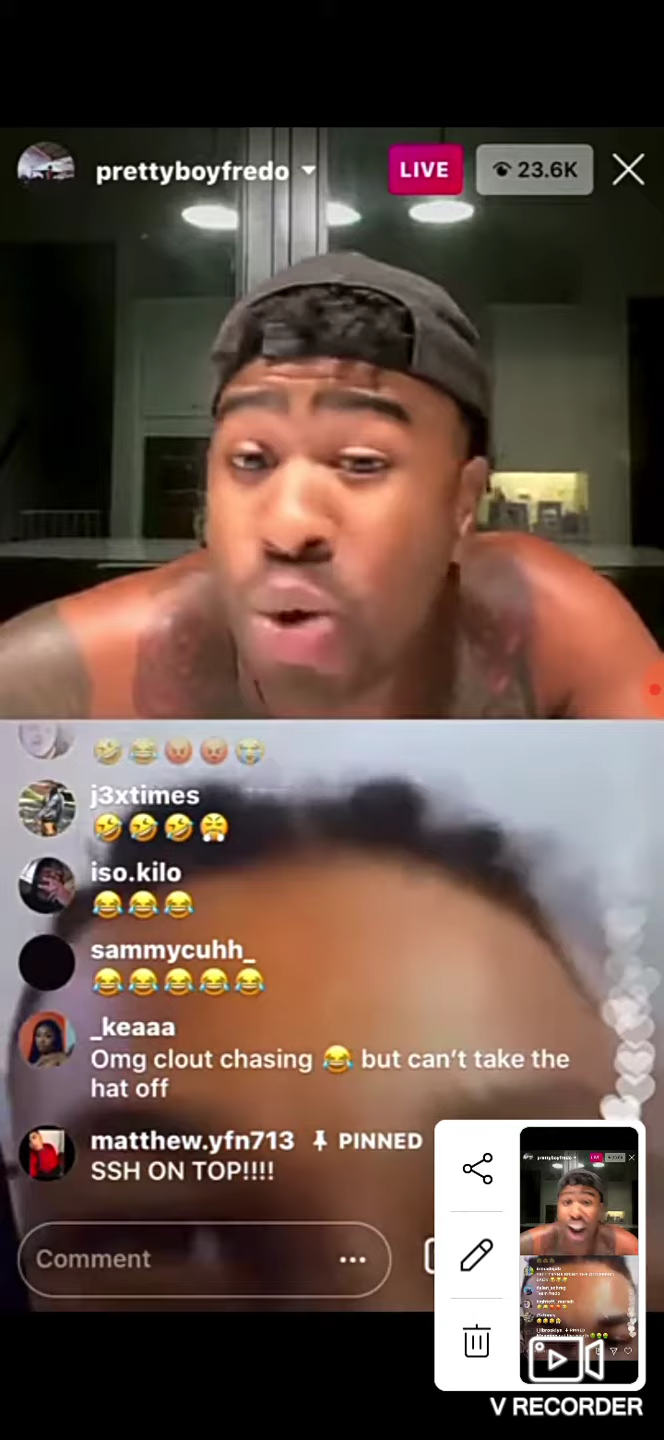 prettyboyfredo
LIVE
23.6K
🤣😂😡😡😭
j3xtimes
🤣🤣🤣😤
iso.kilo
😂😂😂
sammycuhh_
😂😂😂😂😂
_keaaa
Omg clout chasing 😂 but can't take the
hat off
matthew.yfn713 PINNED
SSH ON TOP!!!!
Comment
V RECORDER